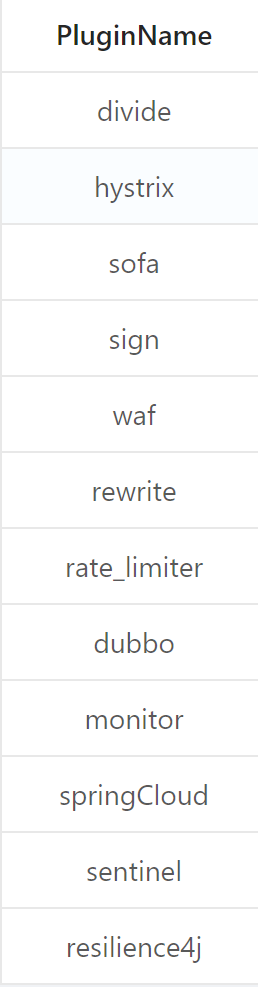 PluginName
divide
hystrix
sofa
sign
waf
rewrite
rate_limiter
dubbo
monitor
springCloud
sentinel
resilience4j